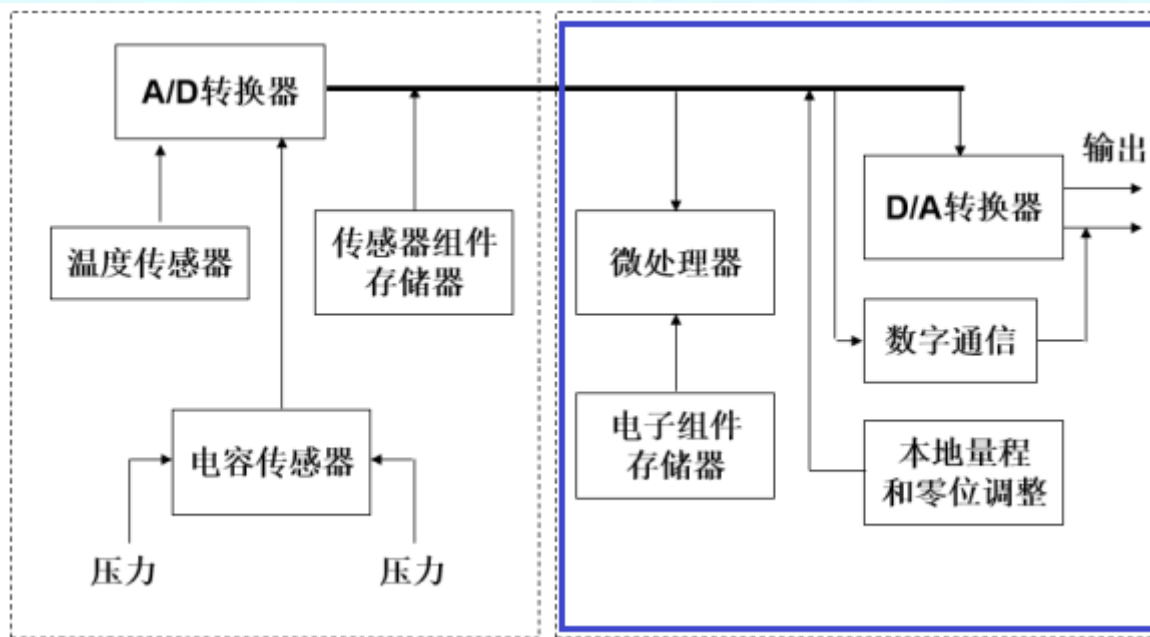 A/D转换器
输出
D/A转换器
温度传感器
传感器组件
存储器
微处理器
数字通信
电容传感器
电子组件
存储器
本地量程
和零位调整
压力
压力